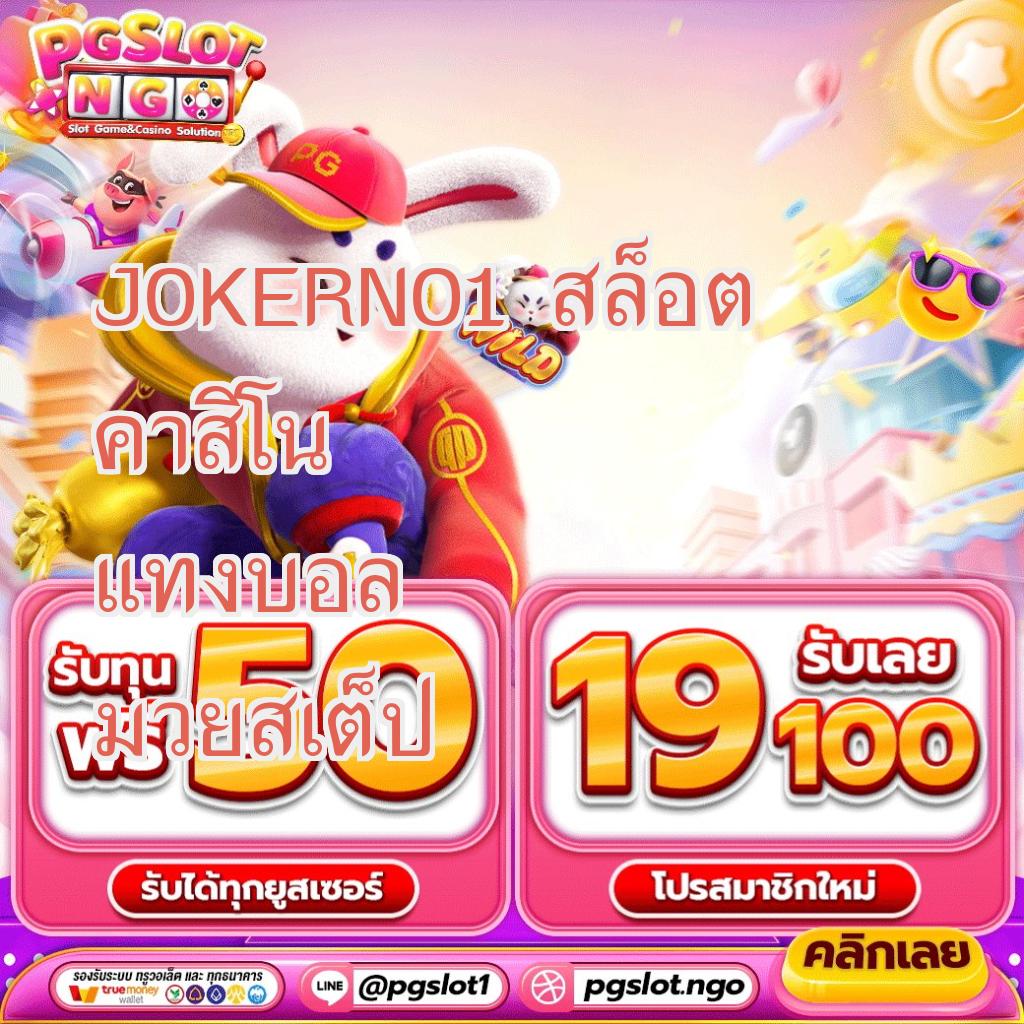 PGSLOT
NGO
Slot Game&Casino Solution
PG
WILD
JOKERNO1 สล็อต
คาสิโน
แทงบอล
มวยสเต็ป
รับทุน
ฟรี
50
รับได้ทุกยูสเซอร์
19
รับเลย
100
โปรสมาชิกใหม่
คลิกเลย
รองรับระบบ ทรูวอเล็ต และ ทุกธนาคาร
truemoney
wallet
LINE
@pgslot1
pgslot.ngo